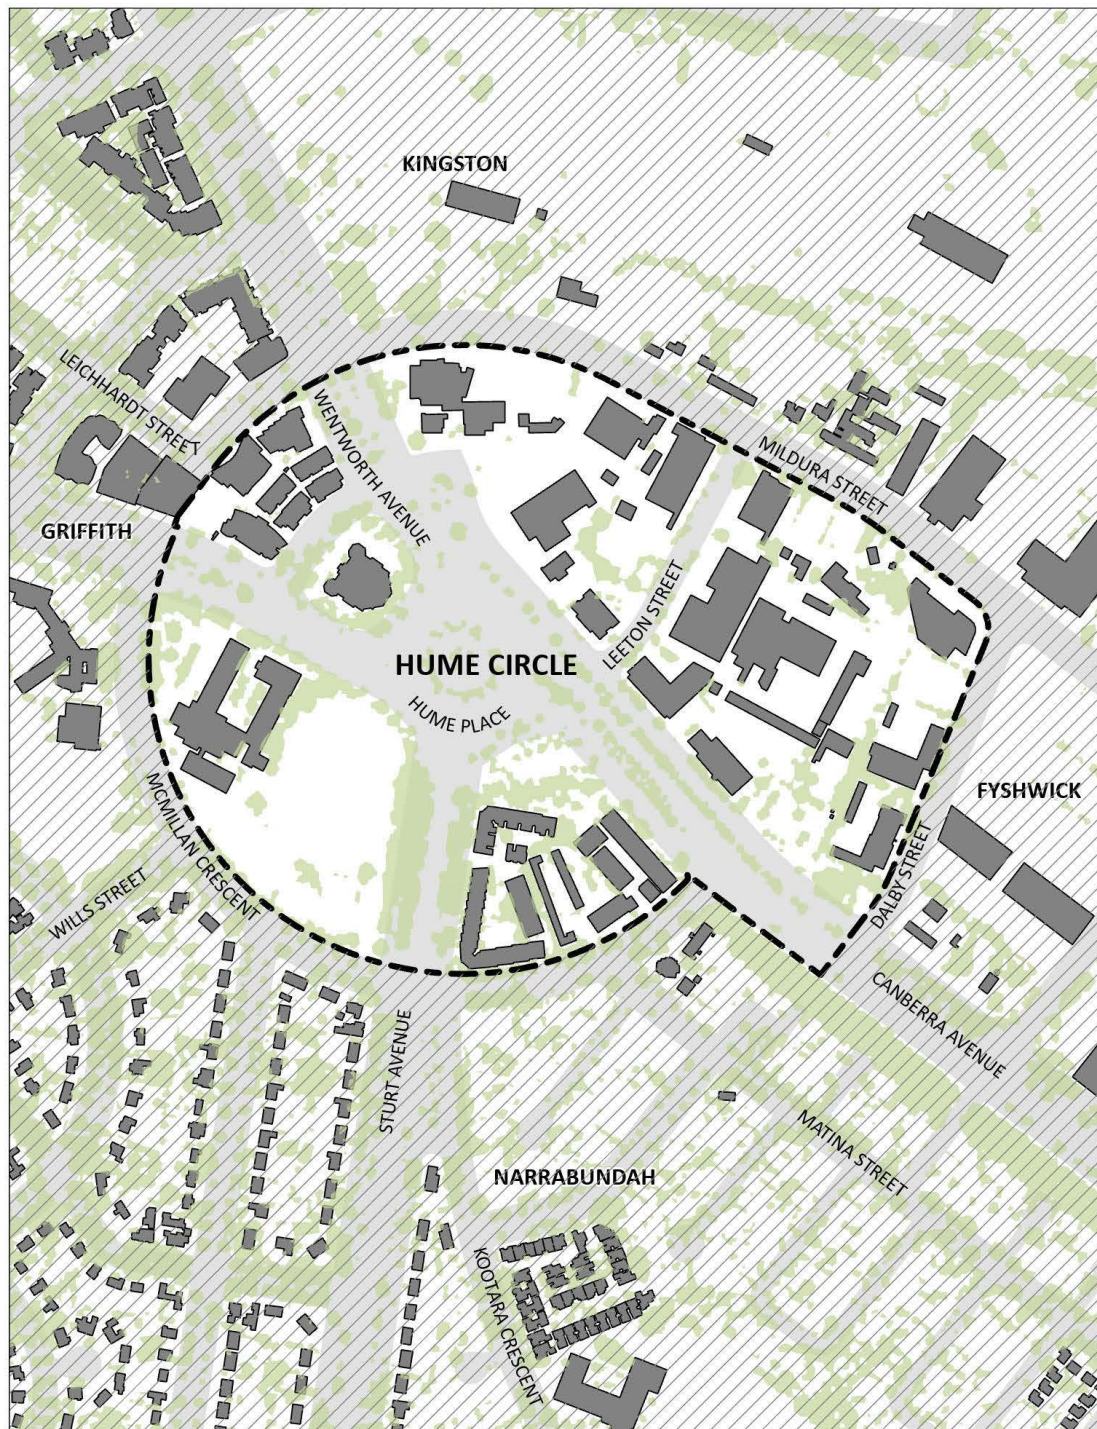 KINGSTON
LEICHHARDT STREET
WENTWORTH AVENUE
MILDURA STREET
GRIFFITH
LEETON STREET
HUME CIRCLE
HUME PLACE
FYSHWICK
MCMILLAN CRESCENT
DALBY STREET
WILLS STREET
CANBERRA AVENUE
STURT AVENUE
MATINA STREET
NARRABUNDAH
KOOTARA CRESCENT